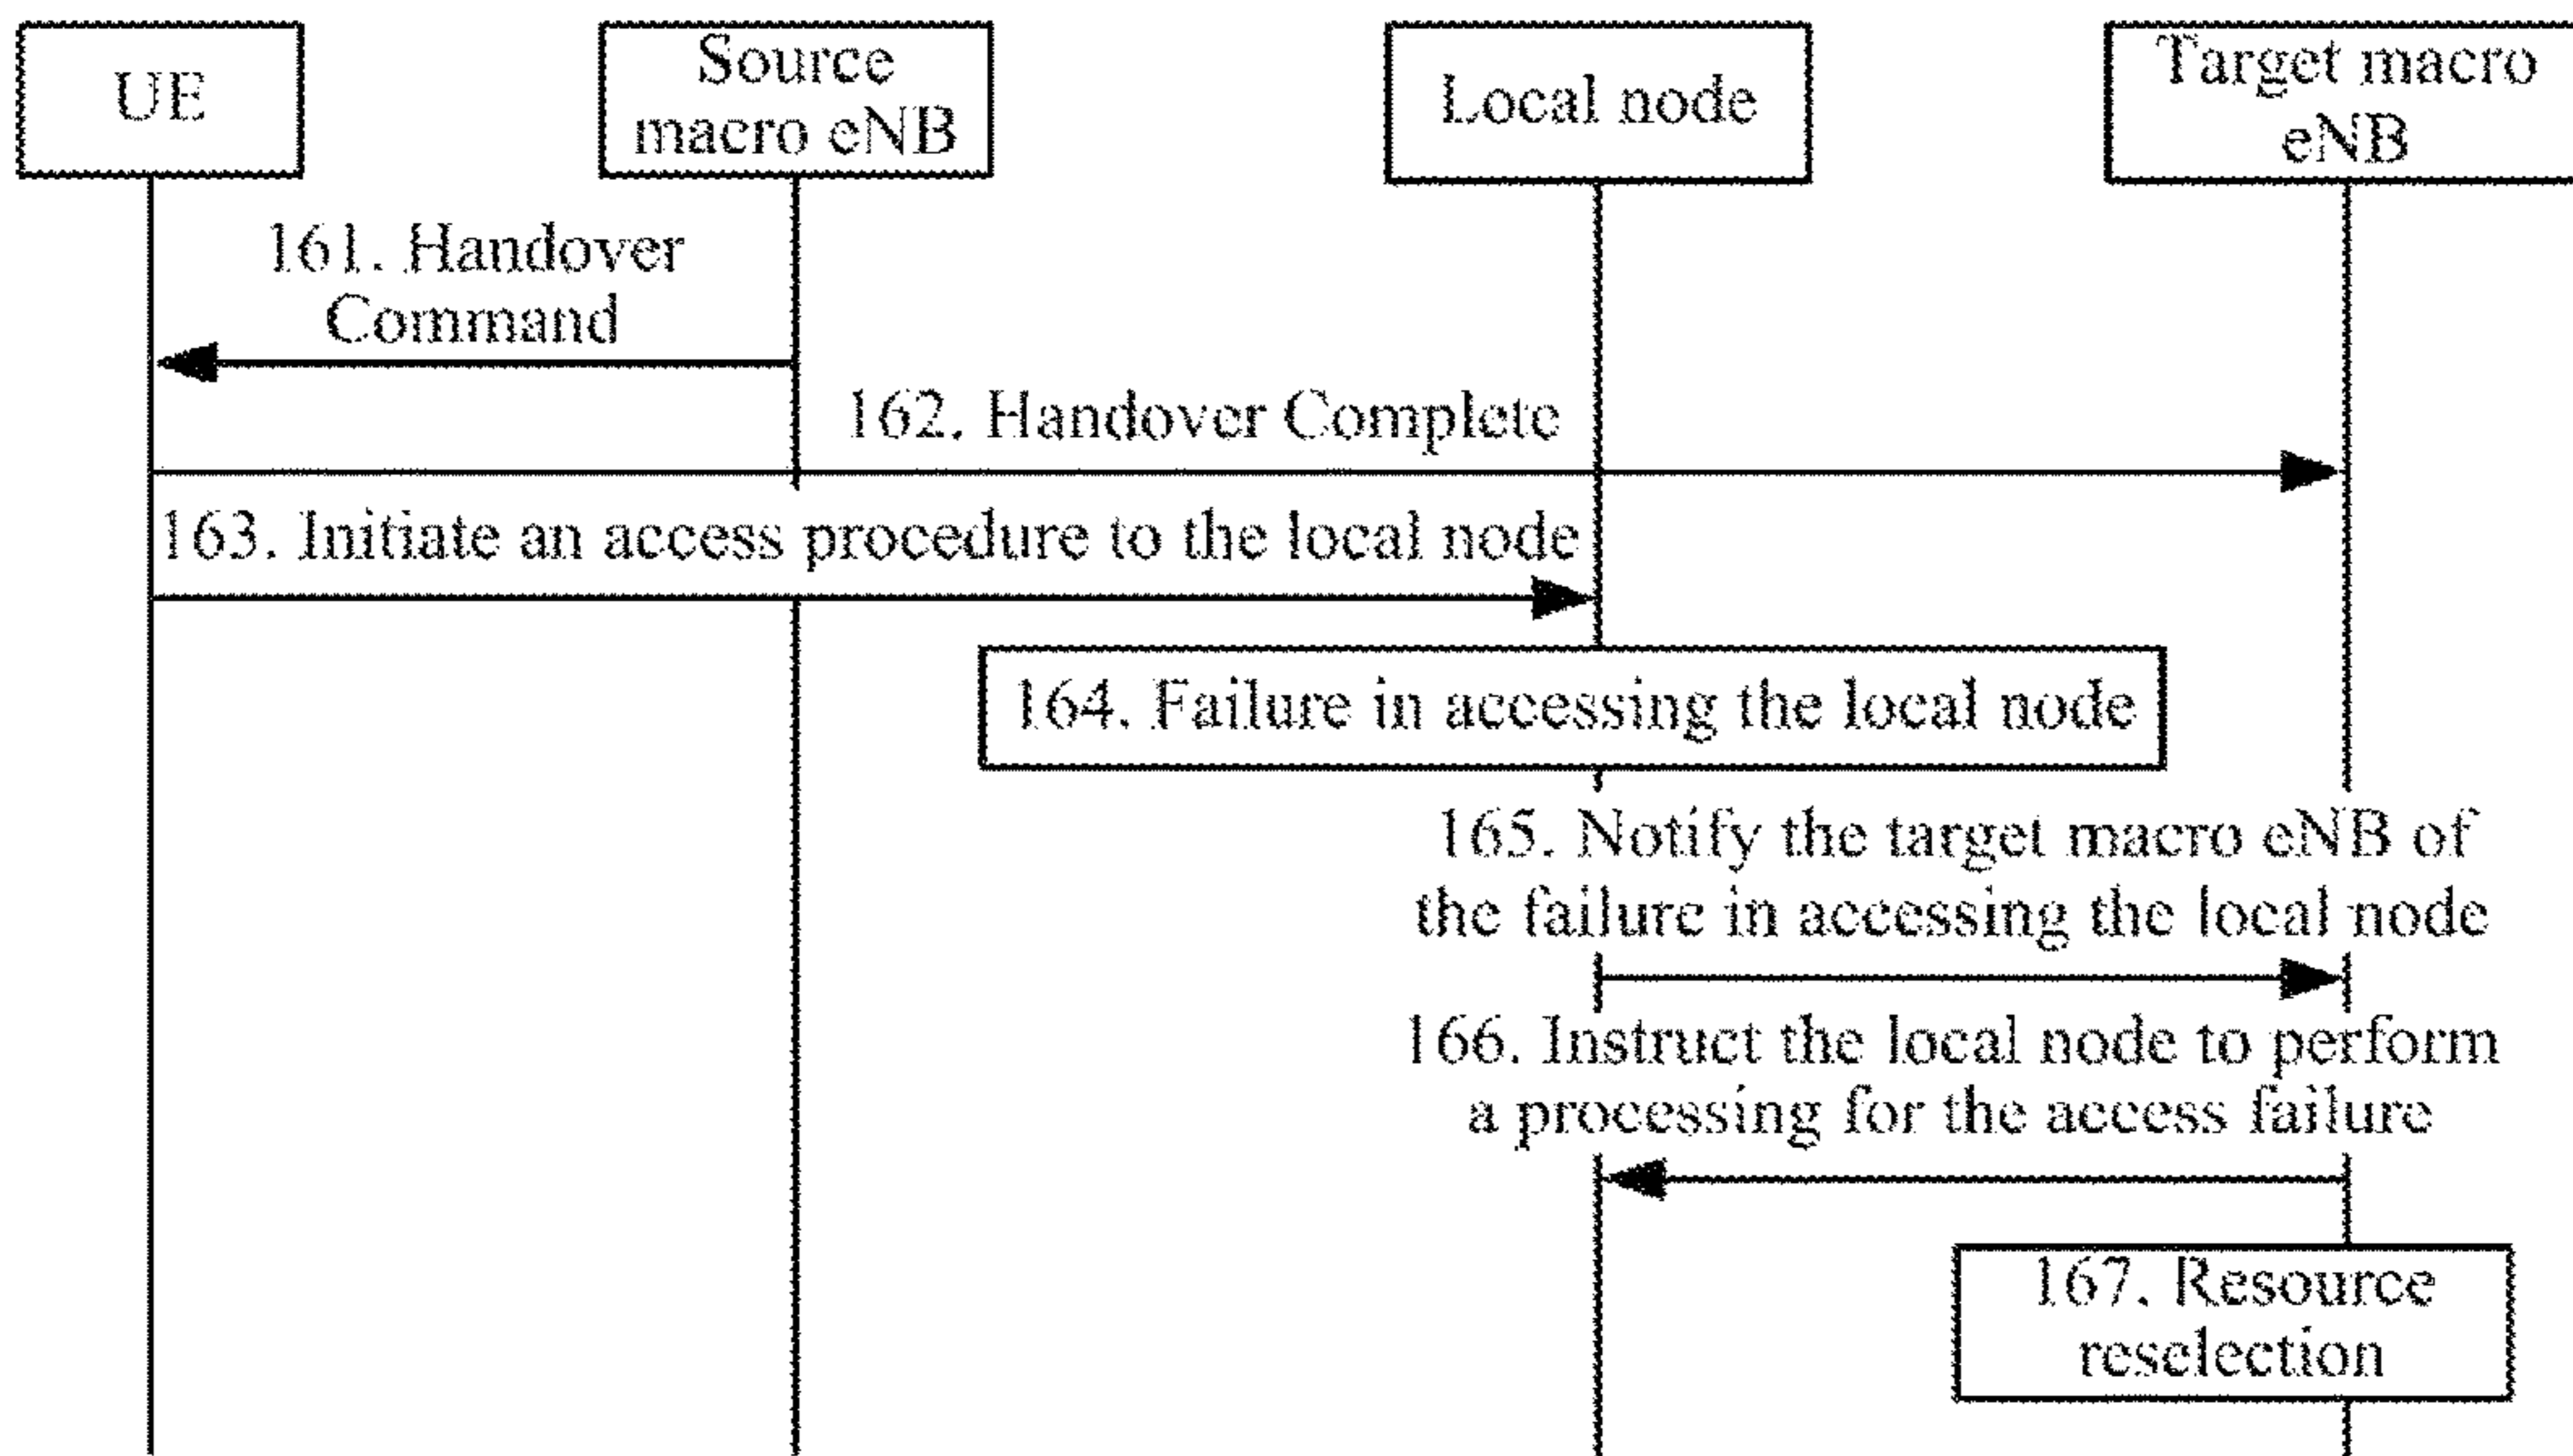 UE
Source
macro eNB
Local node
Target macro
eNB
161. Handover
Command
162. Handover Complete
163. Initiate an access procedure to the local node
164. Failure in accessing the local node
165. Notify the target macro eNB of
the failure in accessing the local node
166. Instruct the local node to perform
a processing for the access failure
167. Resource
reselection